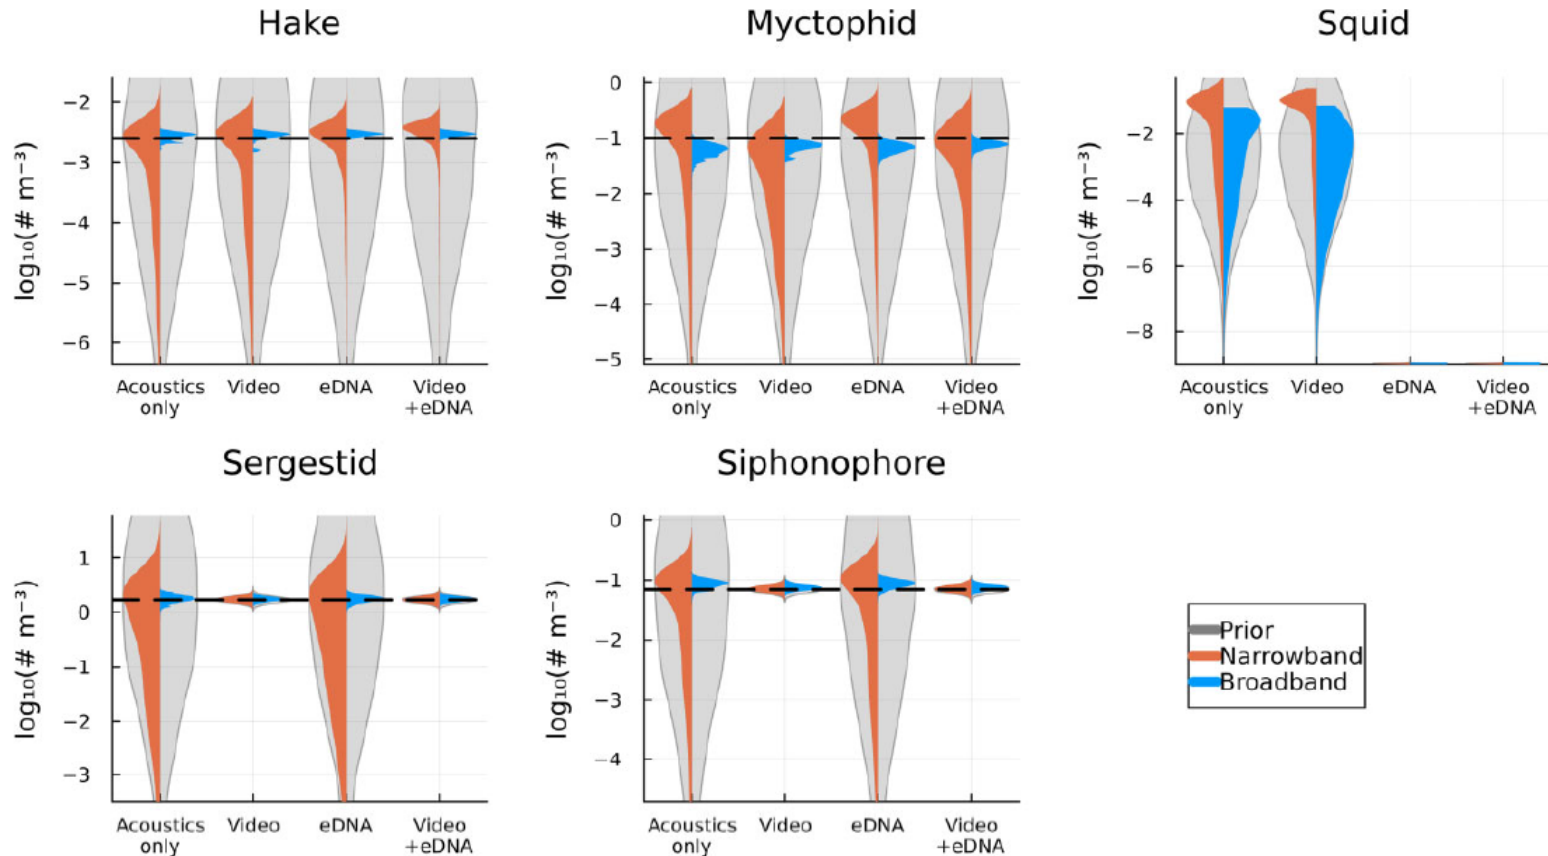 Hake
Myctophid
Squid
log₁₀(# m⁻³)
−2
−3
−4
−5
−6
Acoustics only
Video
eDNA
Video +eDNA
log₁₀(# m⁻³)
0
−1
−2
−3
−4
−5
Acoustics only
Video
eDNA
Video +eDNA
log₁₀(# m⁻³)
−2
−4
−6
−8
Acoustics only
Video
eDNA
Video +eDNA
Sergestid
Siphonophore
log₁₀(# m⁻³)
1
0
−1
−2
−3
Acoustics only
Video
eDNA
Video +eDNA
log₁₀(# m⁻³)
0
−1
−2
−3
−4
Acoustics only
Video
eDNA
Video +eDNA
Prior
Narrowband
Broadband